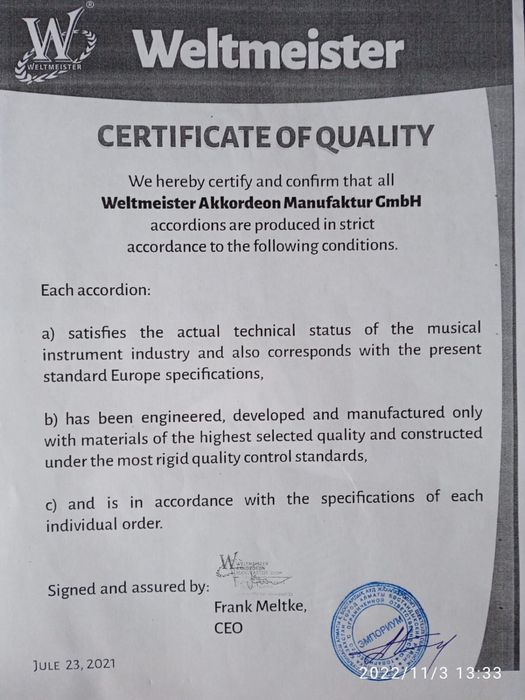 W®
WELTMEISTER
Weltmeister
CERTIFICATE OF QUALITY
We hereby certify and confirm that all
Weltmeister Akkordeon Manufaktur GmbH
accordions are produced in strict
accordance to the following conditions.
Each accordion:
a) satisfies the actual technical status of the musical
instrument industry and also corresponds with the present
standard Europe specifications,
b) has been engineered, developed and manufactured only
with materials of the highest selected quality and constructed
under the most rigid quality control standards,
c) and is in accordance with the specifications of each
individual order.
Signed and assured by:
WELTMEISTER
Frank Meltke,
CEO
ЭМПОРИУМ
JULE 23, 2021
2022/11/3 13:33